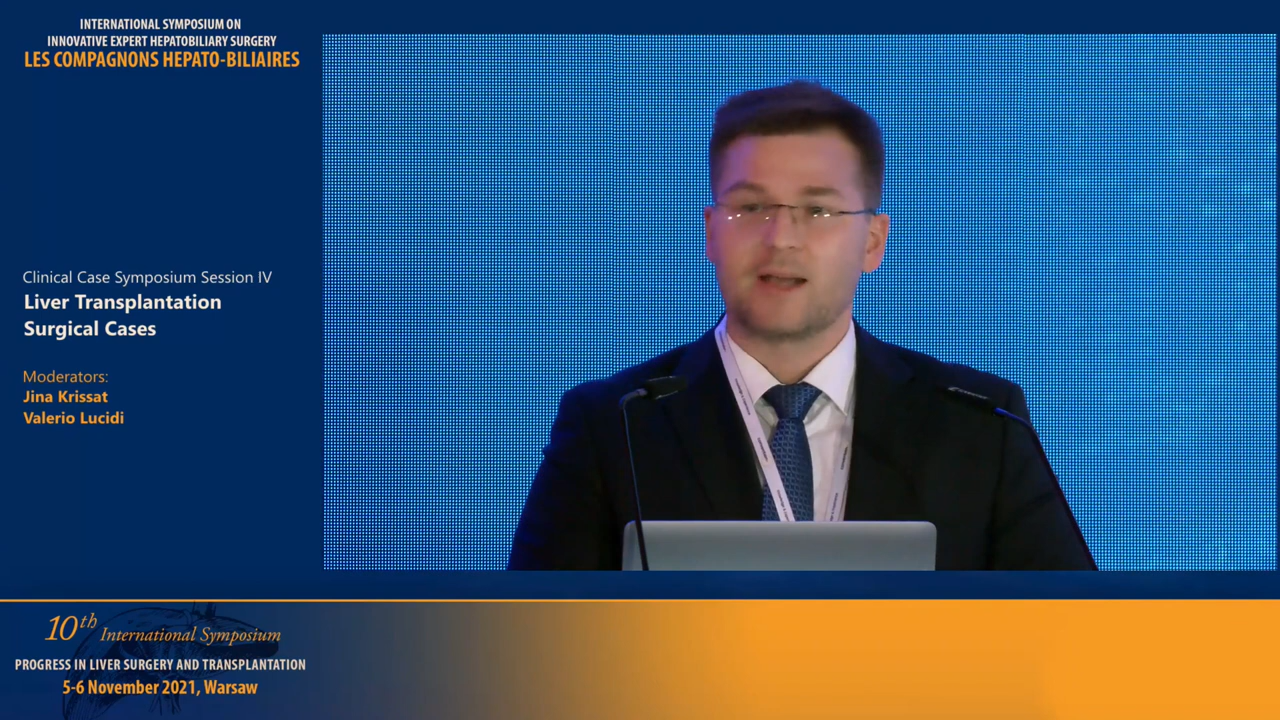 INTERNATIONAL SYMPOSIUM ON
INNOVATIVE EXPERT HEPATOBILIARY SURGERY
LES COMPAGNONS HEPATO-BILIAIRES
Clinical Case Symposium Session IV
Liver Transplantation
Surgical Cases
Moderators:
Jina Krissat
Valerio Lucidi
10th International Symposium
PROGRESS IN LIVER SURGERY AND TRANSPLANTATION
5-6 November 2021, Warsaw